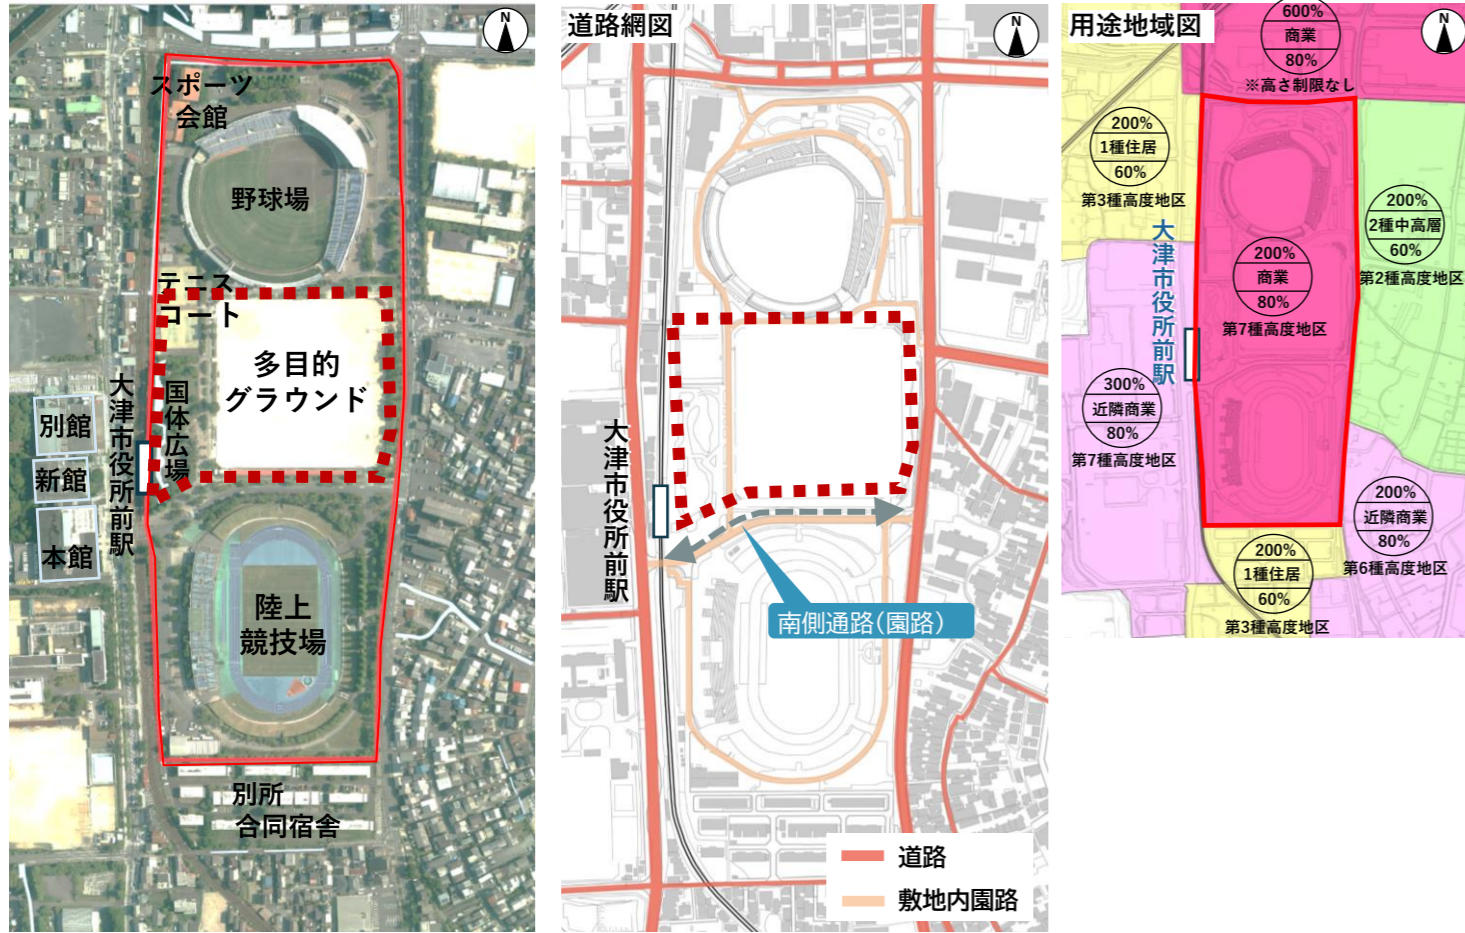 N
スポーツ
会館
野球場
テニス
コート
多目的
グラウンド
国体広場
大津市役所前駅
別館
新館
本館
陸上
競技場
別所
合同宿舎
道路網図
N
大津市役所前駅
南側通路(園路)
道路
敷地内園路
用途地域図
N
600%
商業
80%
※高さ制限なし
200%
1種住居
60%
第3種高度地区
200%
2種中高層
60%
第2種高度地区
大津市役所前駅
200%
商業
80%
第7種高度地区
300%
近隣商業
80%
第7種高度地区
200%
近隣商業
80%
第6種高度地区
200%
1種住居
60%
第3種高度地区